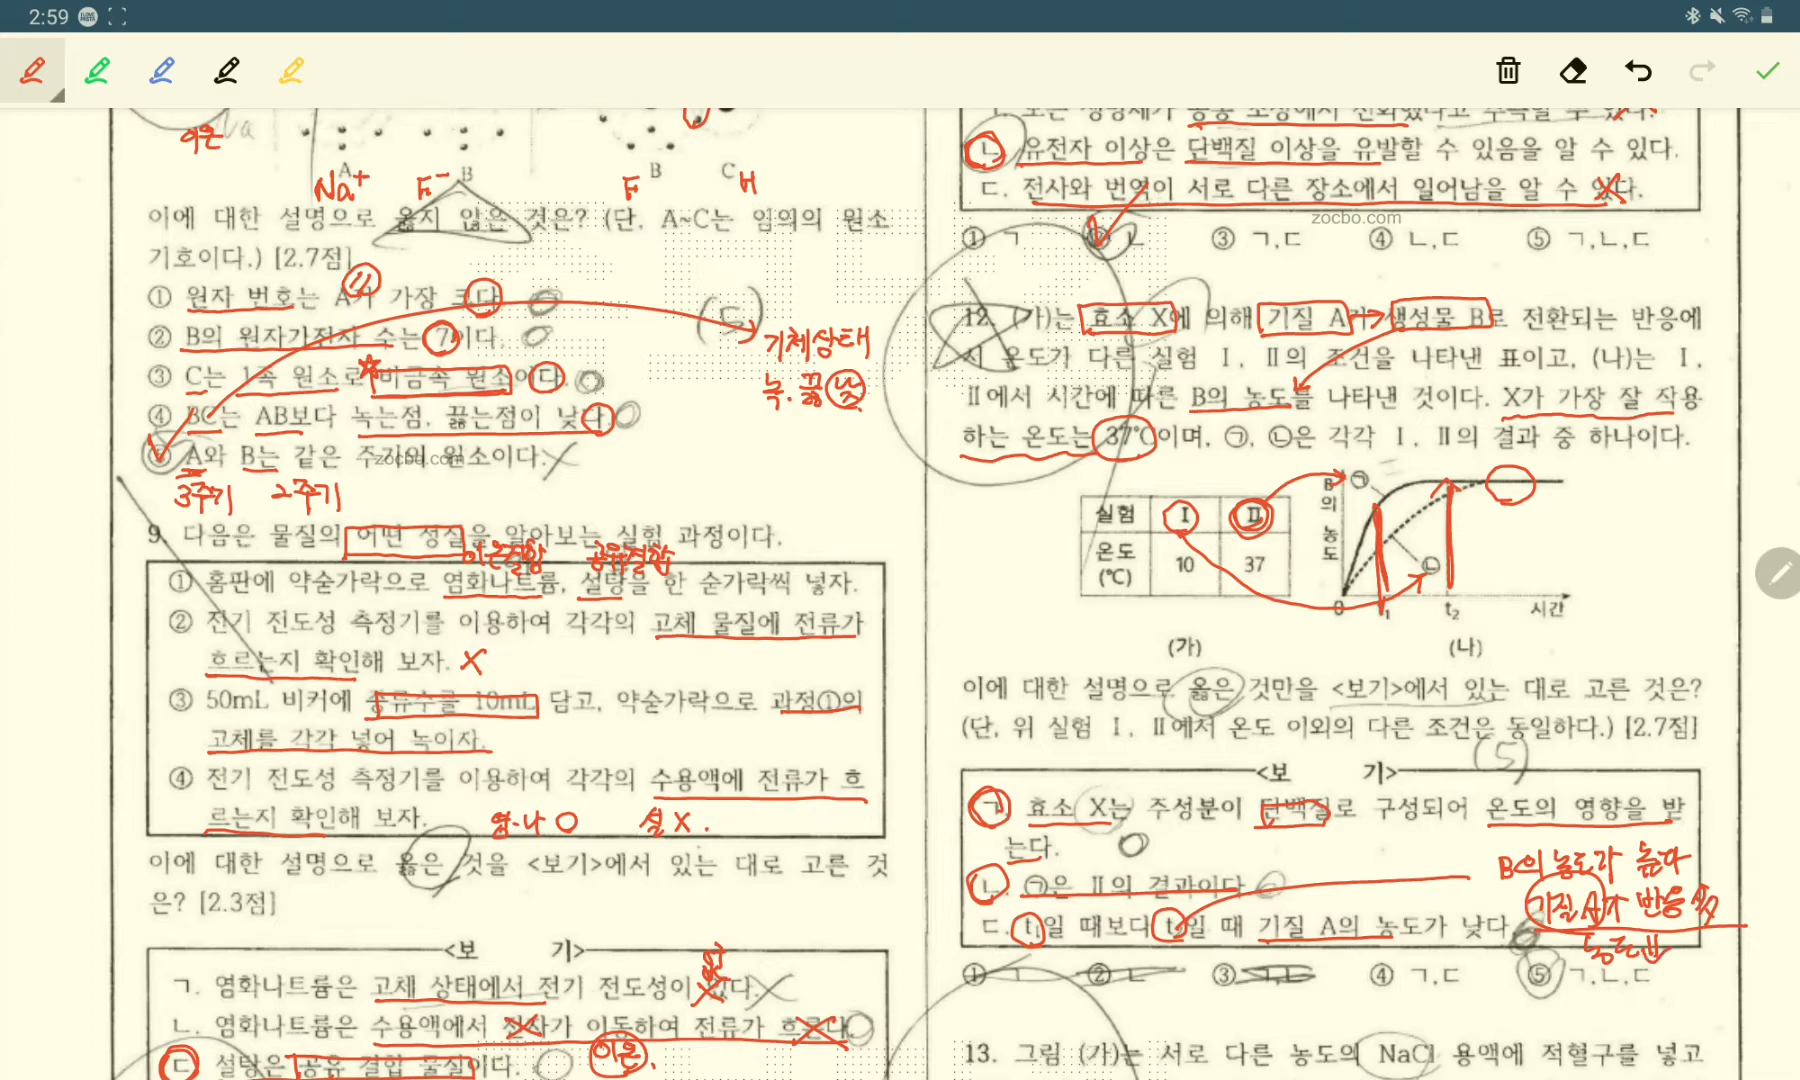 2:59
이온
Na
A
B
B
C
Na+
F-
F
H
이에 대한 설명으로 옳지 않은 것은? (단, A~C는 임의의 원소
기호이다.) [2.7점]
11
① 원자 번호는 A가 가장 크다.
② B의 원자가전자 수는 7이다.
③ C는 1족 원소로 비금속 원소이다.
④ BC는 AB보다 녹는점, 끓는점이 낮다.
⑤ A와 B는 같은 주기의 원소이다.
zocbo.com
(5)
기체상태
녹. 끓 낮
3주기 2주기
9. 다음은 물질의 어떤 성질을 알아보는 실험 과정이다.
이온결합 공유결합
① 홈판에 약숟가락으로 염화나트륨, 설탕을 한 숟가락씩 넣자.
② 전기 전도성 측정기를 이용하여 각각의 고체 물질에 전류가
흐르는지 확인해 보자. X
③ 50mL 비커에 증류수를 10mL 담고, 약숟가락으로 과정①의
고체를 각각 넣어 녹이자.
④ 전기 전도성 측정기를 이용하여 각각의 수용액에 전류가 흐
르는지 확인해 보자.
염·나 O 설 X.
이에 대한 설명으로 옳은 것을 <보기>에서 있는 대로 고른 것
은? [2.3점]
<보 기>
ㄱ. 염화나트륨은 고체 상태에서 전기 전도성이 있다.
없
ㄴ. 염화나트륨은 수용액에서 전자가 이동하여 전류가 흐른다.
이온.
ㄷ. 설탕은 공유 결합 물질이다.
ㄱ. 모든 생명체가 공통 조상에서 진화했다고 추측할 수 있다.
ㄴ. 유전자 이상은 단백질 이상을 유발할 수 있음을 알 수 있다.
ㄷ. 전사와 번역이 서로 다른 장소에서 일어남을 알 수 있다.
zocbo.com
① ㄱ ② ㄴ ③ ㄱ,ㄷ ④ ㄴ,ㄷ ⑤ ㄱ,ㄴ,ㄷ
12. (가)는 효소 X에 의해 기질 A가 생성물 B로 전환되는 반응에
서 온도가 다른 실험 Ⅰ, Ⅱ의 조건을 나타낸 표이고, (나)는 Ⅰ,
Ⅱ에서 시간에 따른 B의 농도를 나타낸 것이다. X가 가장 잘 작용
하는 온도는 37℃이며, ㉠, ㉡은 각각 Ⅰ, Ⅱ의 결과 중 하나이다.
실험 Ⅰ Ⅱ
온도(℃) 10 37
(가)
B의 농도
㉠
㉡
0 t1 t2 시간
(나)
이에 대한 설명으로 옳은 것만을 <보기>에서 있는 대로 고른 것은?
(단, 위 실험 Ⅰ, Ⅱ에서 온도 이외의 다른 조건은 동일하다.) [2.7점]
(5)
<보 기>
ㄱ. 효소 X는 주성분이 단백질로 구성되어 온도의 영향을 받
는다.
ㄴ. ㉠은 Ⅱ의 결과이다.
ㄷ. t1일 때보다 t2일 때 기질 A의 농도가 낮다.
B의 농도가 높다
기질 A가 반응 多
농도 ↓
① ㄱ ② ㄴ ③ ㄱ,ㄴ ④ ㄱ,ㄷ ⑤ ㄱ,ㄴ,ㄷ
13. 그림 (가)는 서로 다른 농도의 NaCl 용액에 적혈구를 넣고